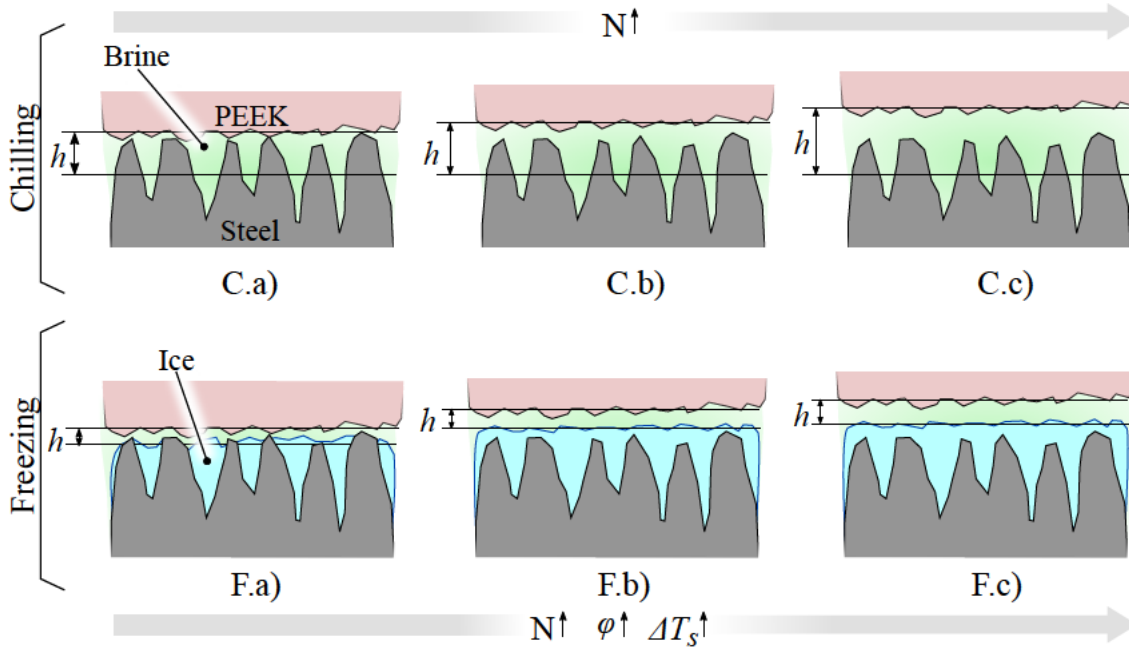 N↑
Chilling
Brine
PEEK
h
Steel
h
h
C.a)
C.b)
C.c)
Freezing
Ice
h
h
h
F.a)
F.b)
F.c)
N↑ φ↑ ΔTₛ↑